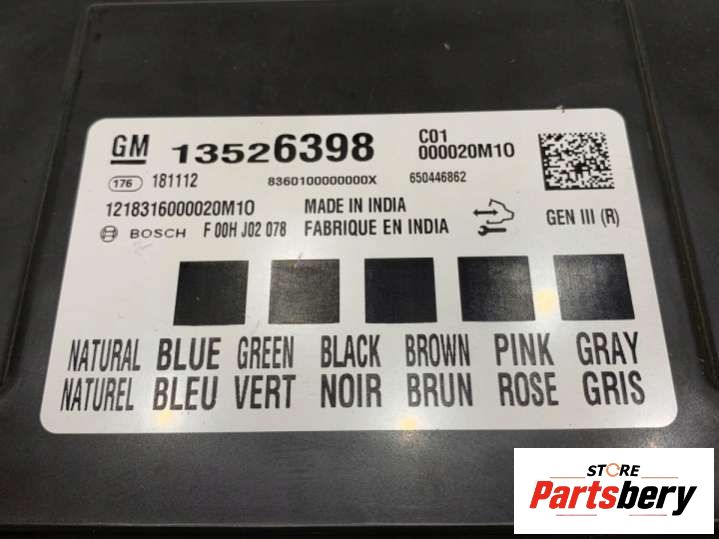 GM 13526398 C01
000020M10
176 181112 8360100000000X 650446862
1218316000020M10 MADE IN INDIA
BOSCH F 00H J02 078 FABRIQUE EN INDIA GEN III (R)
NATURAL BLUE GREEN BLACK BROWN PINK GRAY
NATUREL BLEU VERT NOIR BRUN ROSE GRIS
STORE
Partsbery